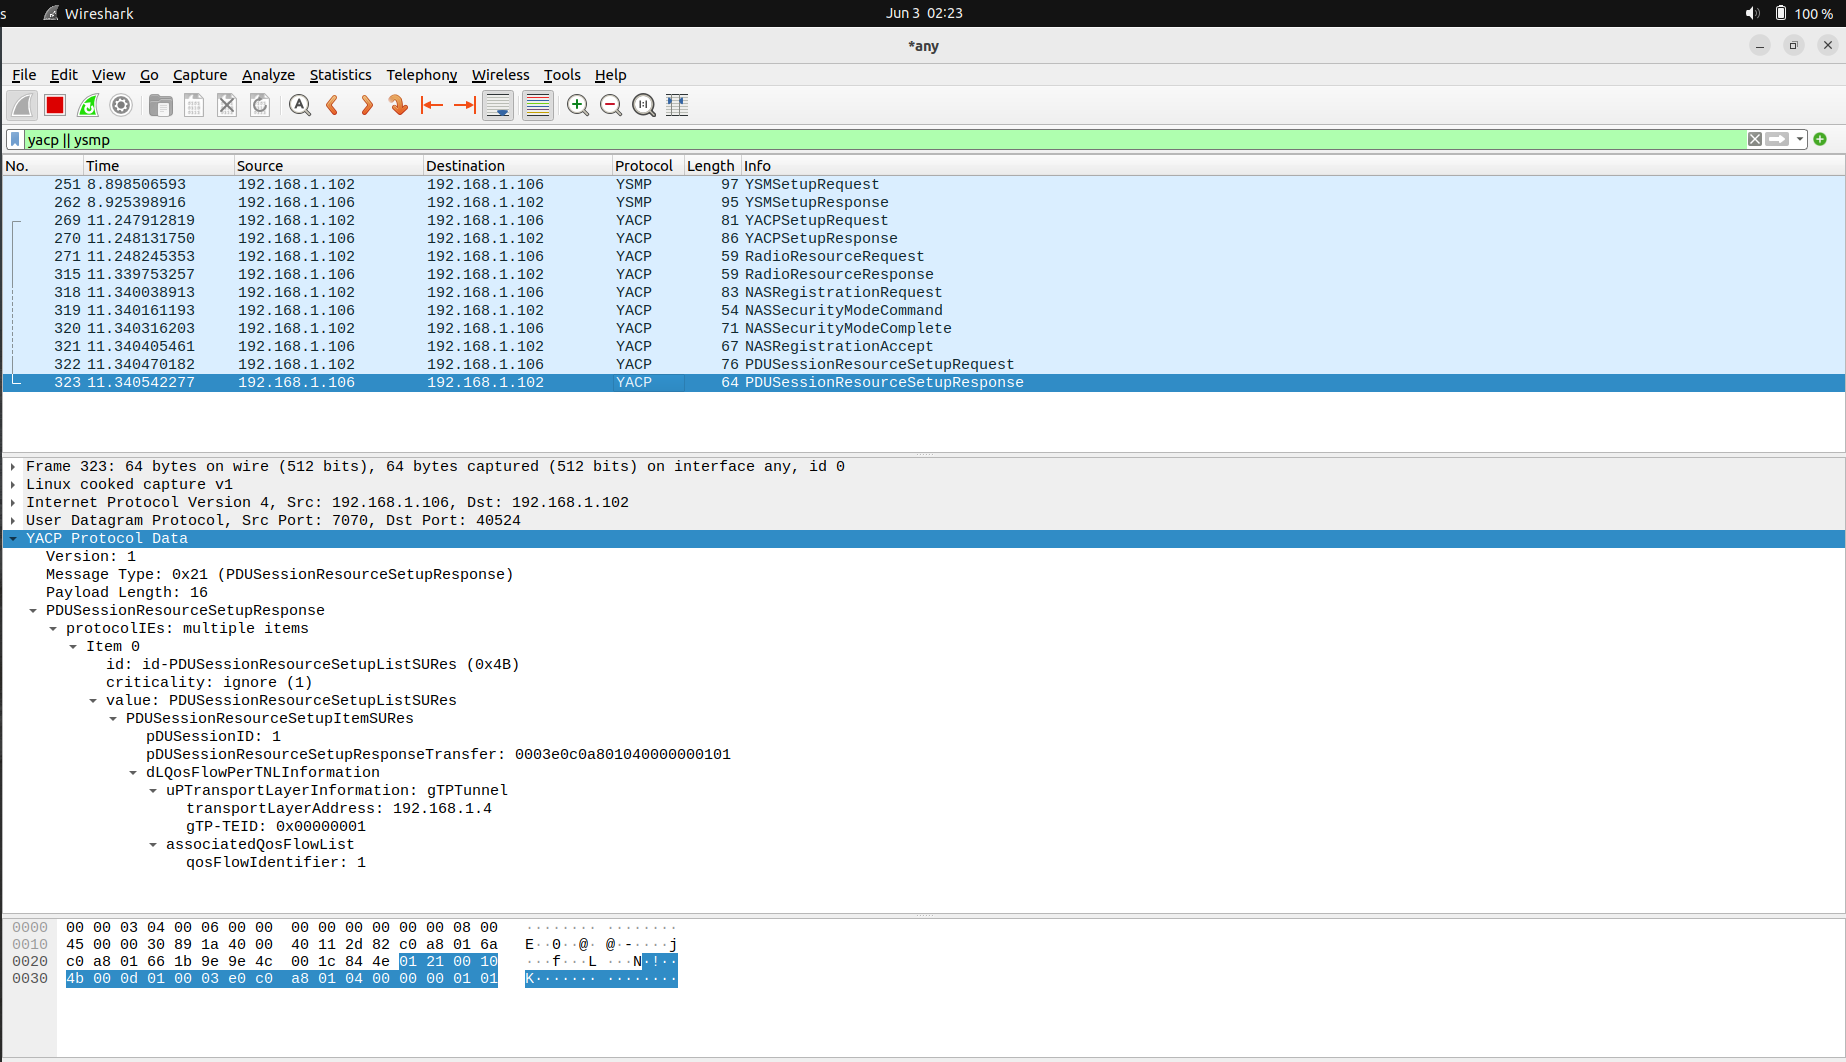 s Wireshark Jun 3 02:23 100 %
*any
File Edit View Go Capture Analyze Statistics Telephony Wireless Tools Help
yacp || ysmp
No. Time Source Destination Protocol Length Info
251 8.898506593 192.168.1.102 192.168.1.106 YSMP 97 YSMSetupRequest
262 8.925398916 192.168.1.106 192.168.1.102 YSMP 95 YSMSetupResponse
269 11.247912819 192.168.1.102 192.168.1.106 YACP 81 YACPSetupRequest
270 11.248131750 192.168.1.106 192.168.1.102 YACP 86 YACPSetupResponse
271 11.248245353 192.168.1.102 192.168.1.106 YACP 59 RadioResourceRequest
315 11.339753257 192.168.1.106 192.168.1.102 YACP 59 RadioResourceResponse
318 11.340038913 192.168.1.102 192.168.1.106 YACP 83 NASRegistrationRequest
319 11.340161193 192.168.1.106 192.168.1.102 YACP 54 NASSecurityModeCommand
320 11.340316203 192.168.1.102 192.168.1.106 YACP 71 NASSecurityModeComplete
321 11.340405461 192.168.1.106 192.168.1.102 YACP 67 NASRegistrationAccept
322 11.340470182 192.168.1.102 192.168.1.106 YACP 76 PDUSessionResourceSetupRequest
323 11.340542277 192.168.1.106 192.168.1.102 YACP 64 PDUSessionResourceSetupResponse
Frame 323: 64 bytes on wire (512 bits), 64 bytes captured (512 bits) on interface any, id 0
Linux cooked capture v1
Internet Protocol Version 4, Src: 192.168.1.106, Dst: 192.168.1.102
User Datagram Protocol, Src Port: 7070, Dst Port: 40524
YACP Protocol Data
Version: 1
Message Type: 0x21 (PDUSessionResourceSetupResponse)
Payload Length: 16
PDUSessionResourceSetupResponse
protocolIEs: multiple items
Item 0
id: id-PDUSessionResourceSetupListSURes (0x4B)
criticality: ignore (1)
value: PDUSessionResourceSetupListSURes
PDUSessionResourceSetupItemSURes
pDUSessionID: 1
pDUSessionResourceSetupResponseTransfer: 0003e0c0a801040000000101
dLQosFlowPerTNLInformation
uPTransportLayerInformation: gTPTunnel
transportLayerAddress: 192.168.1.4
gTP-TEID: 0x00000001
associatedQosFlowList
qosFlowIdentifier: 1
0000 00 00 03 04 00 06 00 00 00 00 00 00 00 00 08 00 ········ ········
0010 45 00 00 30 89 1a 40 00 40 11 2d 82 c0 a8 01 6a E··0··@· @·-····j
0020 c0 a8 01 66 1b 9e 9e 4c 00 1c 84 4e 01 21 00 10 ···f···L ···N·!··
0030 4b 00 0d 01 00 03 e0 c0 a8 01 04 00 00 00 01 01 K······· ········